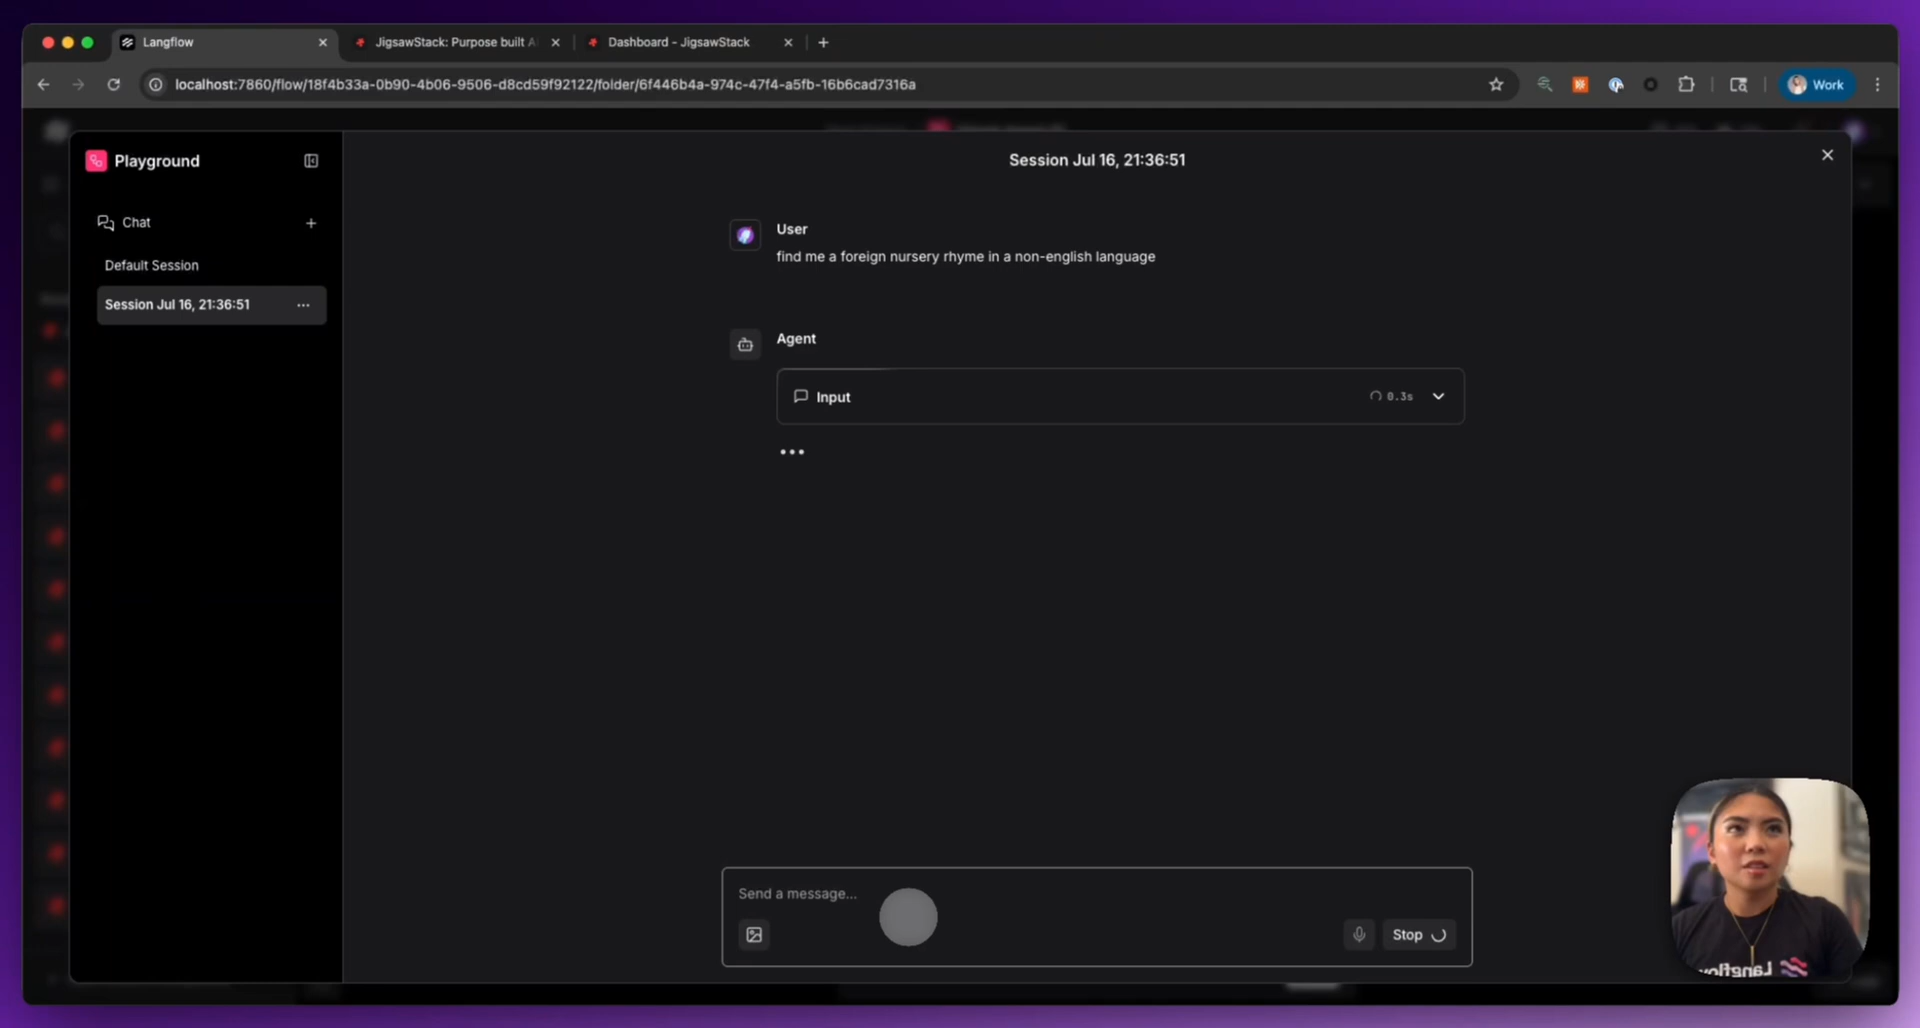 Langflow
JigsawStack: Purpose built A
Dashboard - JigsawStack
localhost:7860/flow/18f4b33a-0b90-4b06-9506-d8cd59f92122/folder/6f446b4a-974c-47f4-a5fb-16b6cad7316a
Work
Playground
Session Jul 16, 21:36:51
Chat
Default Session
Session Jul 16, 21:36:51
User
find me a foreign nursery rhyme in a non-english language
Agent
Input
0.3s
Send a message...
Stop
Langflow